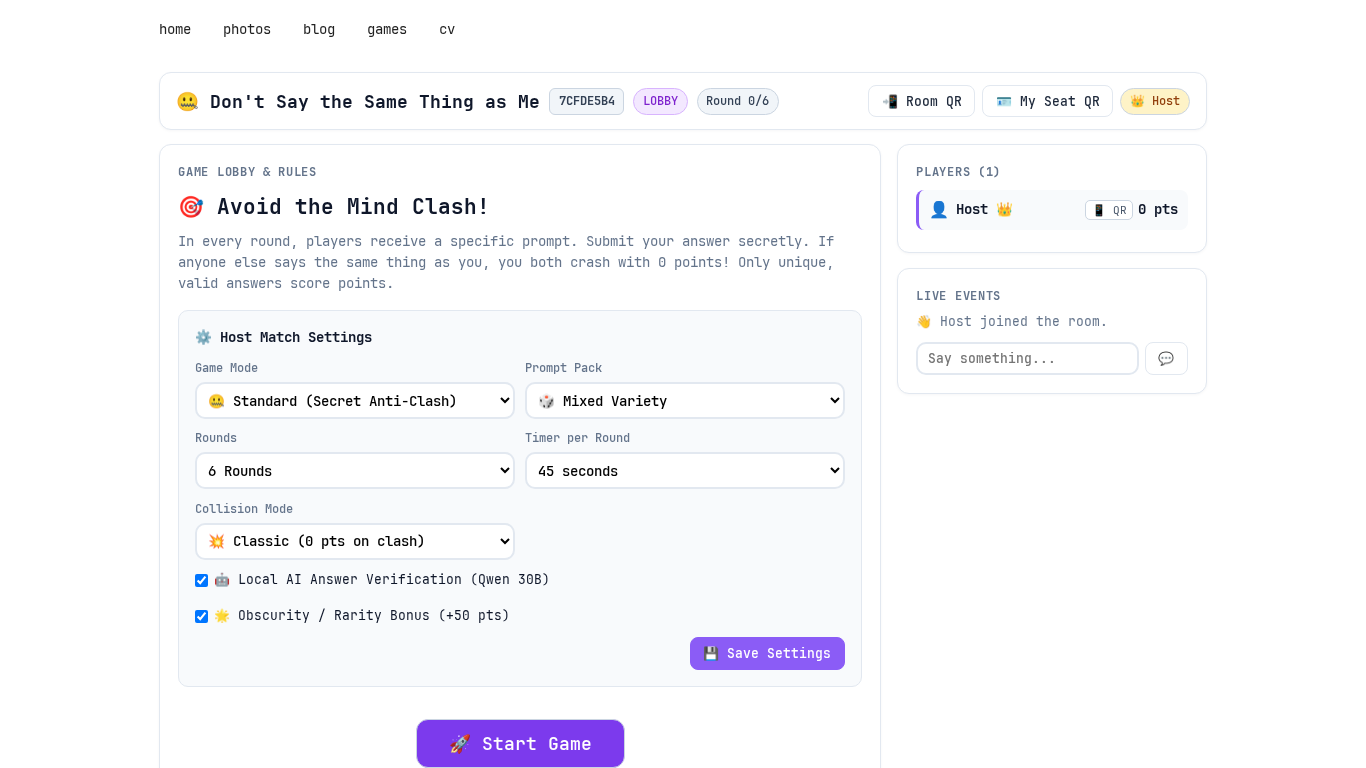 home photos blog games cv
🤐 Don't Say the Same Thing as Me 7CFDE5B4 LOBBY Round 0/6 📲 Room QR 🪪 My Seat QR 👑 Host
GAME LOBBY & RULES
🎯 Avoid the Mind Clash!
In every round, players receive a specific prompt. Submit your answer secretly. If
anyone else says the same thing as you, you both crash with 0 points! Only unique,
valid answers score points.
⚙️ Host Match Settings
Game Mode Prompt Pack
🤐 Standard (Secret Anti-Clash) 🎲 Mixed Variety
Rounds Timer per Round
6 Rounds 45 seconds
Collision Mode
💥 Classic (0 pts on clash)
🤖 Local AI Answer Verification (Qwen 30B)
🌟 Obscurity / Rarity Bonus (+50 pts)
💾 Save Settings
🚀 Start Game
PLAYERS (1)
👤 Host 👑 📱 QR 0 pts
LIVE EVENTS
👋 Host joined the room.
Say something... 💬